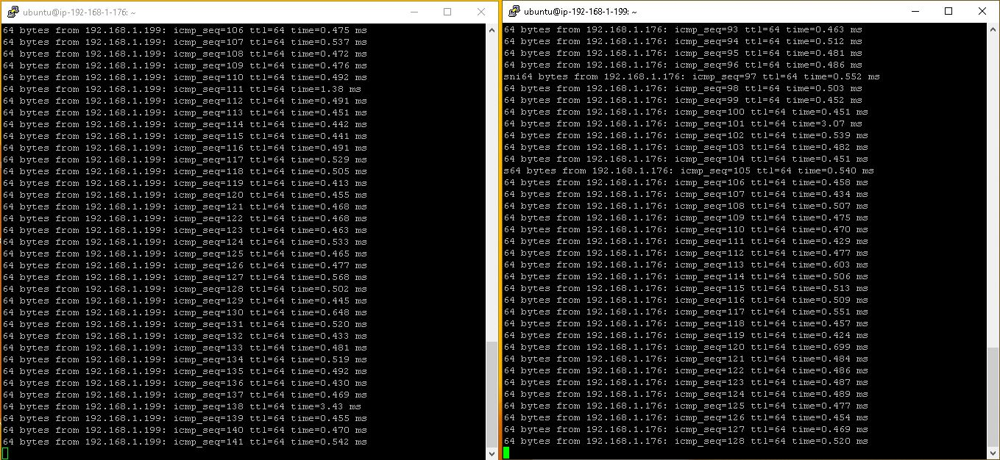 ubuntu@ip-192-168-1-176: ~
64 bytes from 192.168.1.199: icmp_seq=106 ttl=64 time=0.475 ms
64 bytes from 192.168.1.199: icmp_seq=107 ttl=64 time=0.537 ms
64 bytes from 192.168.1.199: icmp_seq=108 ttl=64 time=0.472 ms
64 bytes from 192.168.1.199: icmp_seq=109 ttl=64 time=0.476 ms
64 bytes from 192.168.1.199: icmp_seq=110 ttl=64 time=0.492 ms
64 bytes from 192.168.1.199: icmp_seq=111 ttl=64 time=1.38 ms
64 bytes from 192.168.1.199: icmp_seq=112 ttl=64 time=0.491 ms
64 bytes from 192.168.1.199: icmp_seq=113 ttl=64 time=0.451 ms
64 bytes from 192.168.1.199: icmp_seq=114 ttl=64 time=0.442 ms
64 bytes from 192.168.1.199: icmp_seq=115 ttl=64 time=0.441 ms
64 bytes from 192.168.1.199: icmp_seq=116 ttl=64 time=0.491 ms
64 bytes from 192.168.1.199: icmp_seq=117 ttl=64 time=0.529 ms
64 bytes from 192.168.1.199: icmp_seq=118 ttl=64 time=0.505 ms
64 bytes from 192.168.1.199: icmp_seq=119 ttl=64 time=0.413 ms
64 bytes from 192.168.1.199: icmp_seq=120 ttl=64 time=0.455 ms
64 bytes from 192.168.1.199: icmp_seq=121 ttl=64 time=0.468 ms
64 bytes from 192.168.1.199: icmp_seq=122 ttl=64 time=0.468 ms
64 bytes from 192.168.1.199: icmp_seq=123 ttl=64 time=0.463 ms
64 bytes from 192.168.1.199: icmp_seq=124 ttl=64 time=0.533 ms
64 bytes from 192.168.1.199: icmp_seq=125 ttl=64 time=0.465 ms
64 bytes from 192.168.1.199: icmp_seq=126 ttl=64 time=0.477 ms
64 bytes from 192.168.1.199: icmp_seq=127 ttl=64 time=0.568 ms
64 bytes from 192.168.1.199: icmp_seq=128 ttl=64 time=0.502 ms
64 bytes from 192.168.1.199: icmp_seq=129 ttl=64 time=0.445 ms
64 bytes from 192.168.1.199: icmp_seq=130 ttl=64 time=0.648 ms
64 bytes from 192.168.1.199: icmp_seq=131 ttl=64 time=0.520 ms
64 bytes from 192.168.1.199: icmp_seq=132 ttl=64 time=0.433 ms
64 bytes from 192.168.1.199: icmp_seq=133 ttl=64 time=0.481 ms
64 bytes from 192.168.1.199: icmp_seq=134 ttl=64 time=0.519 ms
64 bytes from 192.168.1.199: icmp_seq=135 ttl=64 time=0.492 ms
64 bytes from 192.168.1.199: icmp_seq=136 ttl=64 time=0.430 ms
64 bytes from 192.168.1.199: icmp_seq=137 ttl=64 time=0.469 ms
64 bytes from 192.168.1.199: icmp_seq=138 ttl=64 time=3.43 ms
64 bytes from 192.168.1.199: icmp_seq=139 ttl=64 time=0.455 ms
64 bytes from 192.168.1.199: icmp_seq=140 ttl=64 time=0.470 ms
64 bytes from 192.168.1.199: icmp_seq=141 ttl=64 time=0.542 ms
ubuntu@ip-192-168-1-199: ~
64 bytes from 192.168.1.176: icmp_seq=93 ttl=64 time=0.463 ms
64 bytes from 192.168.1.176: icmp_seq=94 ttl=64 time=0.512 ms
64 bytes from 192.168.1.176: icmp_seq=95 ttl=64 time=0.481 ms
64 bytes from 192.168.1.176: icmp_seq=96 ttl=64 time=0.486 ms
sni64 bytes from 192.168.1.176: icmp_seq=97 ttl=64 time=0.552 ms
64 bytes from 192.168.1.176: icmp_seq=98 ttl=64 time=0.503 ms
64 bytes from 192.168.1.176: icmp_seq=99 ttl=64 time=0.452 ms
64 bytes from 192.168.1.176: icmp_seq=100 ttl=64 time=0.451 ms
64 bytes from 192.168.1.176: icmp_seq=101 ttl=64 time=3.07 ms
64 bytes from 192.168.1.176: icmp_seq=102 ttl=64 time=0.539 ms
64 bytes from 192.168.1.176: icmp_seq=103 ttl=64 time=0.482 ms
64 bytes from 192.168.1.176: icmp_seq=104 ttl=64 time=0.451 ms
s64 bytes from 192.168.1.176: icmp_seq=105 ttl=64 time=0.540 ms
64 bytes from 192.168.1.176: icmp_seq=106 ttl=64 time=0.458 ms
64 bytes from 192.168.1.176: icmp_seq=107 ttl=64 time=0.434 ms
64 bytes from 192.168.1.176: icmp_seq=108 ttl=64 time=0.507 ms
64 bytes from 192.168.1.176: icmp_seq=109 ttl=64 time=0.475 ms
64 bytes from 192.168.1.176: icmp_seq=110 ttl=64 time=0.470 ms
64 bytes from 192.168.1.176: icmp_seq=111 ttl=64 time=0.429 ms
64 bytes from 192.168.1.176: icmp_seq=112 ttl=64 time=0.477 ms
64 bytes from 192.168.1.176: icmp_seq=113 ttl=64 time=0.603 ms
64 bytes from 192.168.1.176: icmp_seq=114 ttl=64 time=0.506 ms
64 bytes from 192.168.1.176: icmp_seq=115 ttl=64 time=0.513 ms
64 bytes from 192.168.1.176: icmp_seq=116 ttl=64 time=0.509 ms
64 bytes from 192.168.1.176: icmp_seq=117 ttl=64 time=0.551 ms
64 bytes from 192.168.1.176: icmp_seq=118 ttl=64 time=0.457 ms
64 bytes from 192.168.1.176: icmp_seq=119 ttl=64 time=0.424 ms
64 bytes from 192.168.1.176: icmp_seq=120 ttl=64 time=0.699 ms
64 bytes from 192.168.1.176: icmp_seq=121 ttl=64 time=0.484 ms
64 bytes from 192.168.1.176: icmp_seq=122 ttl=64 time=0.486 ms
64 bytes from 192.168.1.176: icmp_seq=123 ttl=64 time=0.487 ms
64 bytes from 192.168.1.176: icmp_seq=124 ttl=64 time=0.489 ms
64 bytes from 192.168.1.176: icmp_seq=125 ttl=64 time=0.477 ms
64 bytes from 192.168.1.176: icmp_seq=126 ttl=64 time=0.454 ms
64 bytes from 192.168.1.176: icmp_seq=127 ttl=64 time=0.469 ms
64 bytes from 192.168.1.176: icmp_seq=128 ttl=64 time=0.520 ms